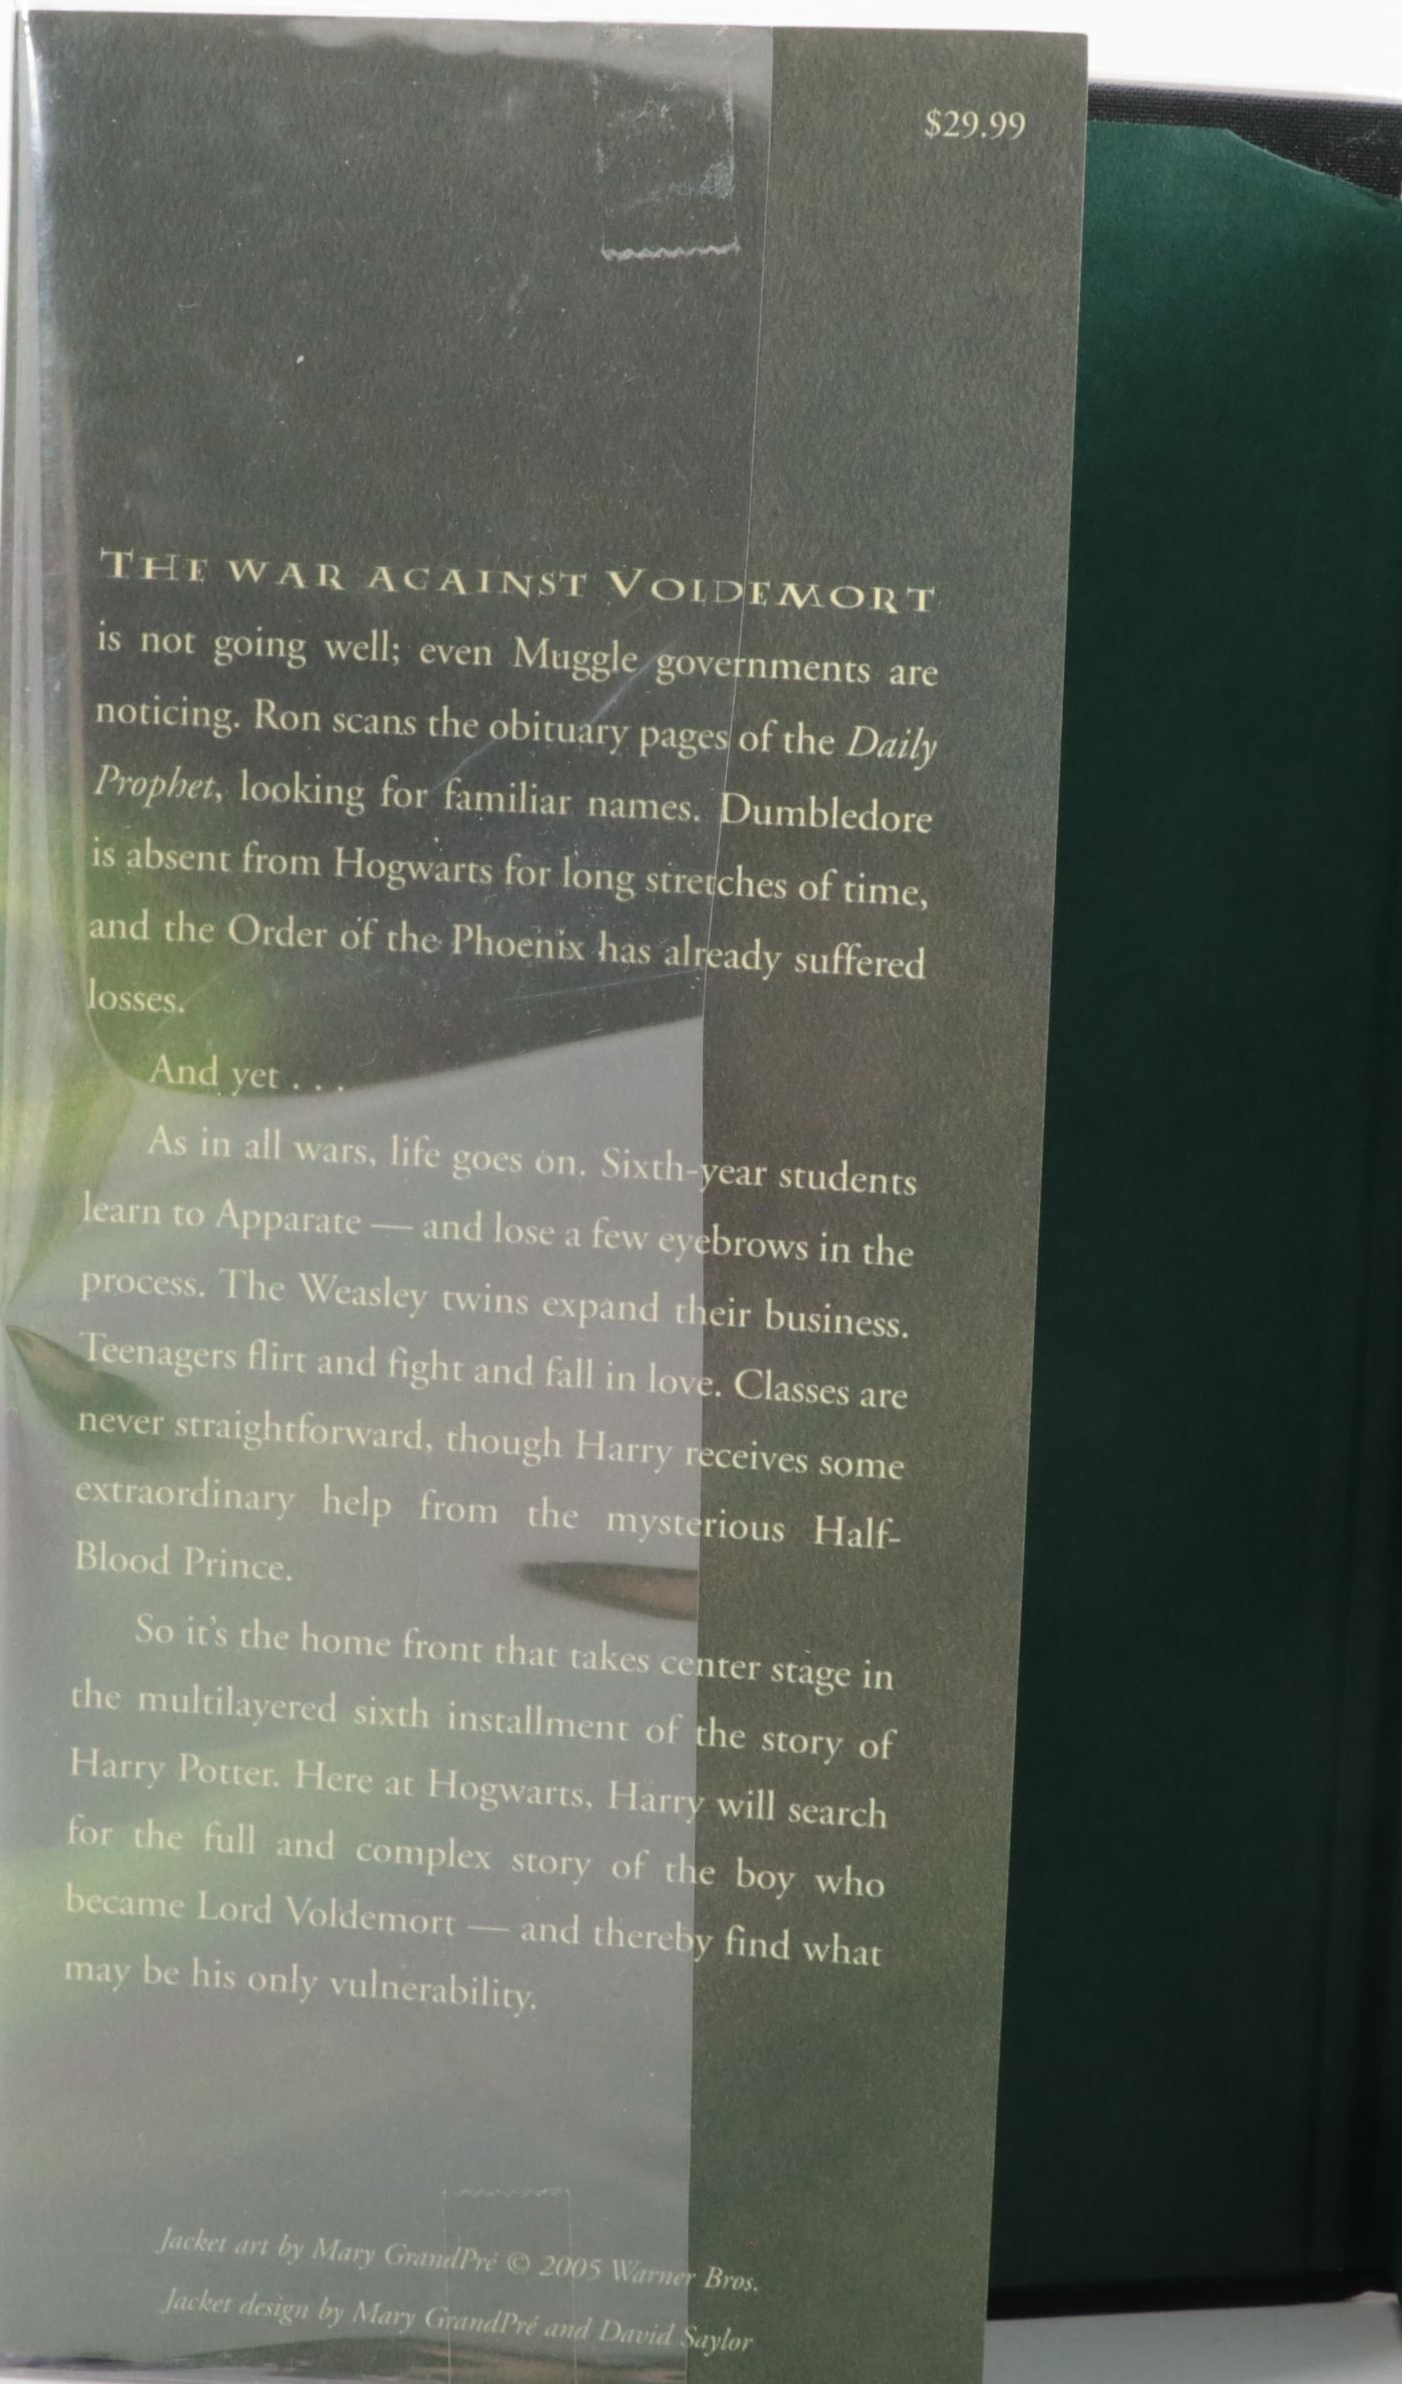 $29.99
THE WAR AGAINST VOLDEMORT
is not going well; even Muggle governments are
noticing. Ron scans the obituary pages of the Daily
Prophet, looking for familiar names. Dumbledore
is absent from Hogwarts for long stretches of time,
and the Order of the Phoenix has already suffered
losses.
And yet . . .
As in all wars, life goes on. Sixth-year students
learn to Apparate — and lose a few eyebrows in the
process. The Weasley twins expand their business.
Teenagers flirt and fight and fall in love. Classes are
never straightforward, though Harry receives some
extraordinary help from the mysterious Half-
Blood Prince.
So it's the home front that takes center stage in
the multilayered sixth installment of the story of
Harry Potter. Here at Hogwarts, Harry will search
for the full and complex story of the boy who
became Lord Voldemort — and thereby find what
may be his only vulnerability.
Jacket art by Mary GrandPré © 2005 Warner Bros.
Jacket design by Mary GrandPré and David Saylor